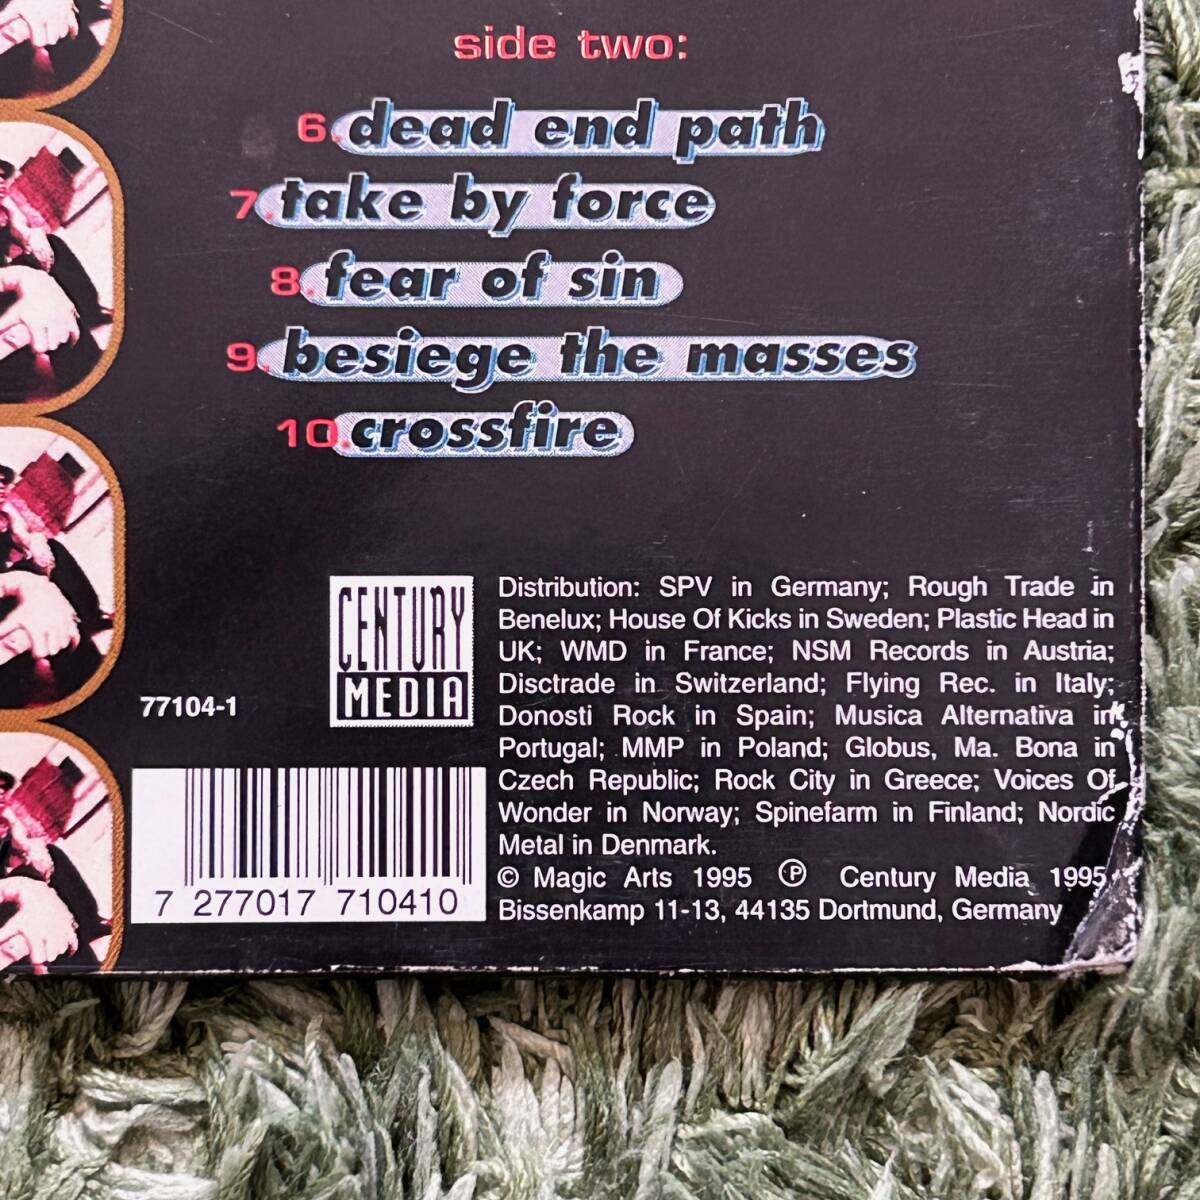 side two:
6. dead end path
7. take by force
8. fear of sin
9. besiege the masses
10. crossfire
CENTURY
MEDIA
77104-1
7 277017 710410
Distribution: SPV in Germany; Rough Trade in
Benelux; House Of Kicks in Sweden; Plastic Head in
UK; WMD in France; NSM Records in Austria;
Disctrade in Switzerland; Flying Rec. in Italy;
Donosti Rock in Spain; Musica Alternativa in
Portugal; MMP in Poland; Globus, Ma. Bona in
Czech Republic; Rock City in Greece; Voices Of
Wonder in Norway; Spinefarm in Finland; Nordic
Metal in Denmark.
© Magic Arts 1995 ℗ Century Media 1995
Bissenkamp 11-13, 44135 Dortmund, Germany